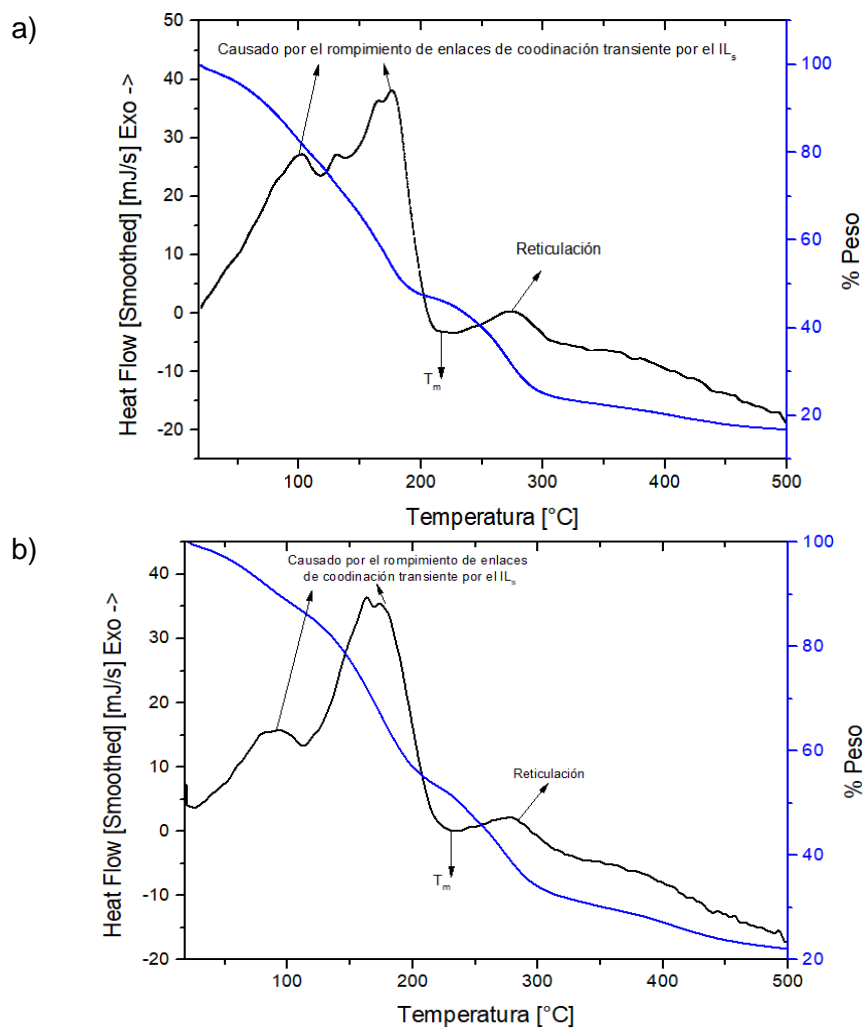 a)
Causado por el rompimiento de enlaces de coodinación transiente por el ILs
Reticulación
Tm
Heat Flow [Smoothed] [mJ/s] Exo ->
50
40
30
20
10
0
-10
-20
100
80
60
40
20
% Peso
100
200
300
400
500
Temperatura [°C]
b)
Causado por el rompimiento de enlaces
de coodinación transiente por el ILs
Reticulación
Tm
Heat Flow [Smoothed] [mJ/s] Exo ->
40
30
20
10
0
-10
-20
100
80
60
40
20
% Peso
100
200
300
400
500
Temperatura [°C]